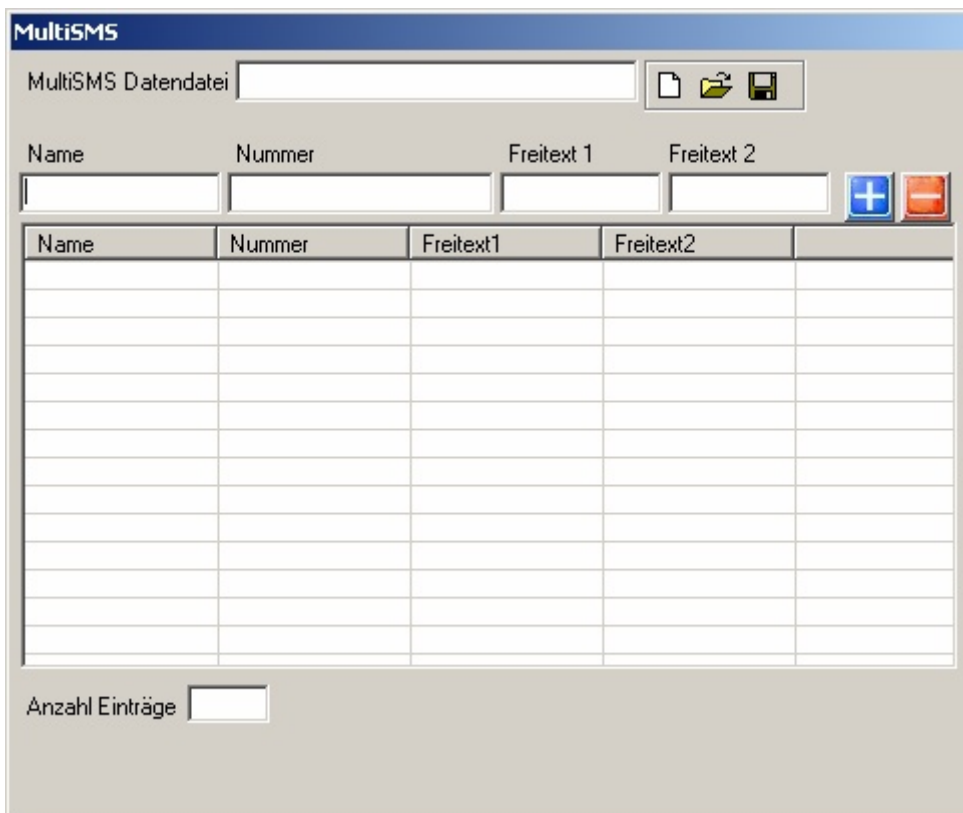 MultiSMS
MultiSMS Datendatei
Name Nummer Freitext 1 Freitext 2
Name Nummer Freitext1 Freitext2
Anzahl Einträge